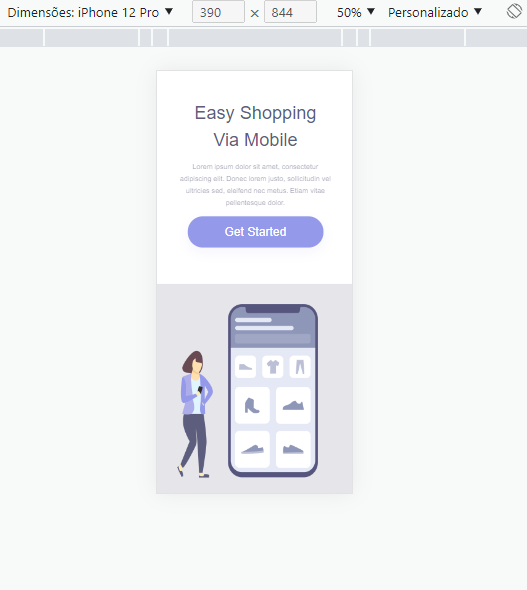 Dimensões: iPhone 12 Pro ▼ 390 × 844 50% ▼ Personalizado ▼
Easy Shopping
Via Mobile
Lorem ipsum dolor sit amet, consectetur
adipiscing elit. Donec lorem justo, sollicitudin vel
ultricies sed, eleifend nec metus. Etiam vitae
pellentesque dolor.
Get Started